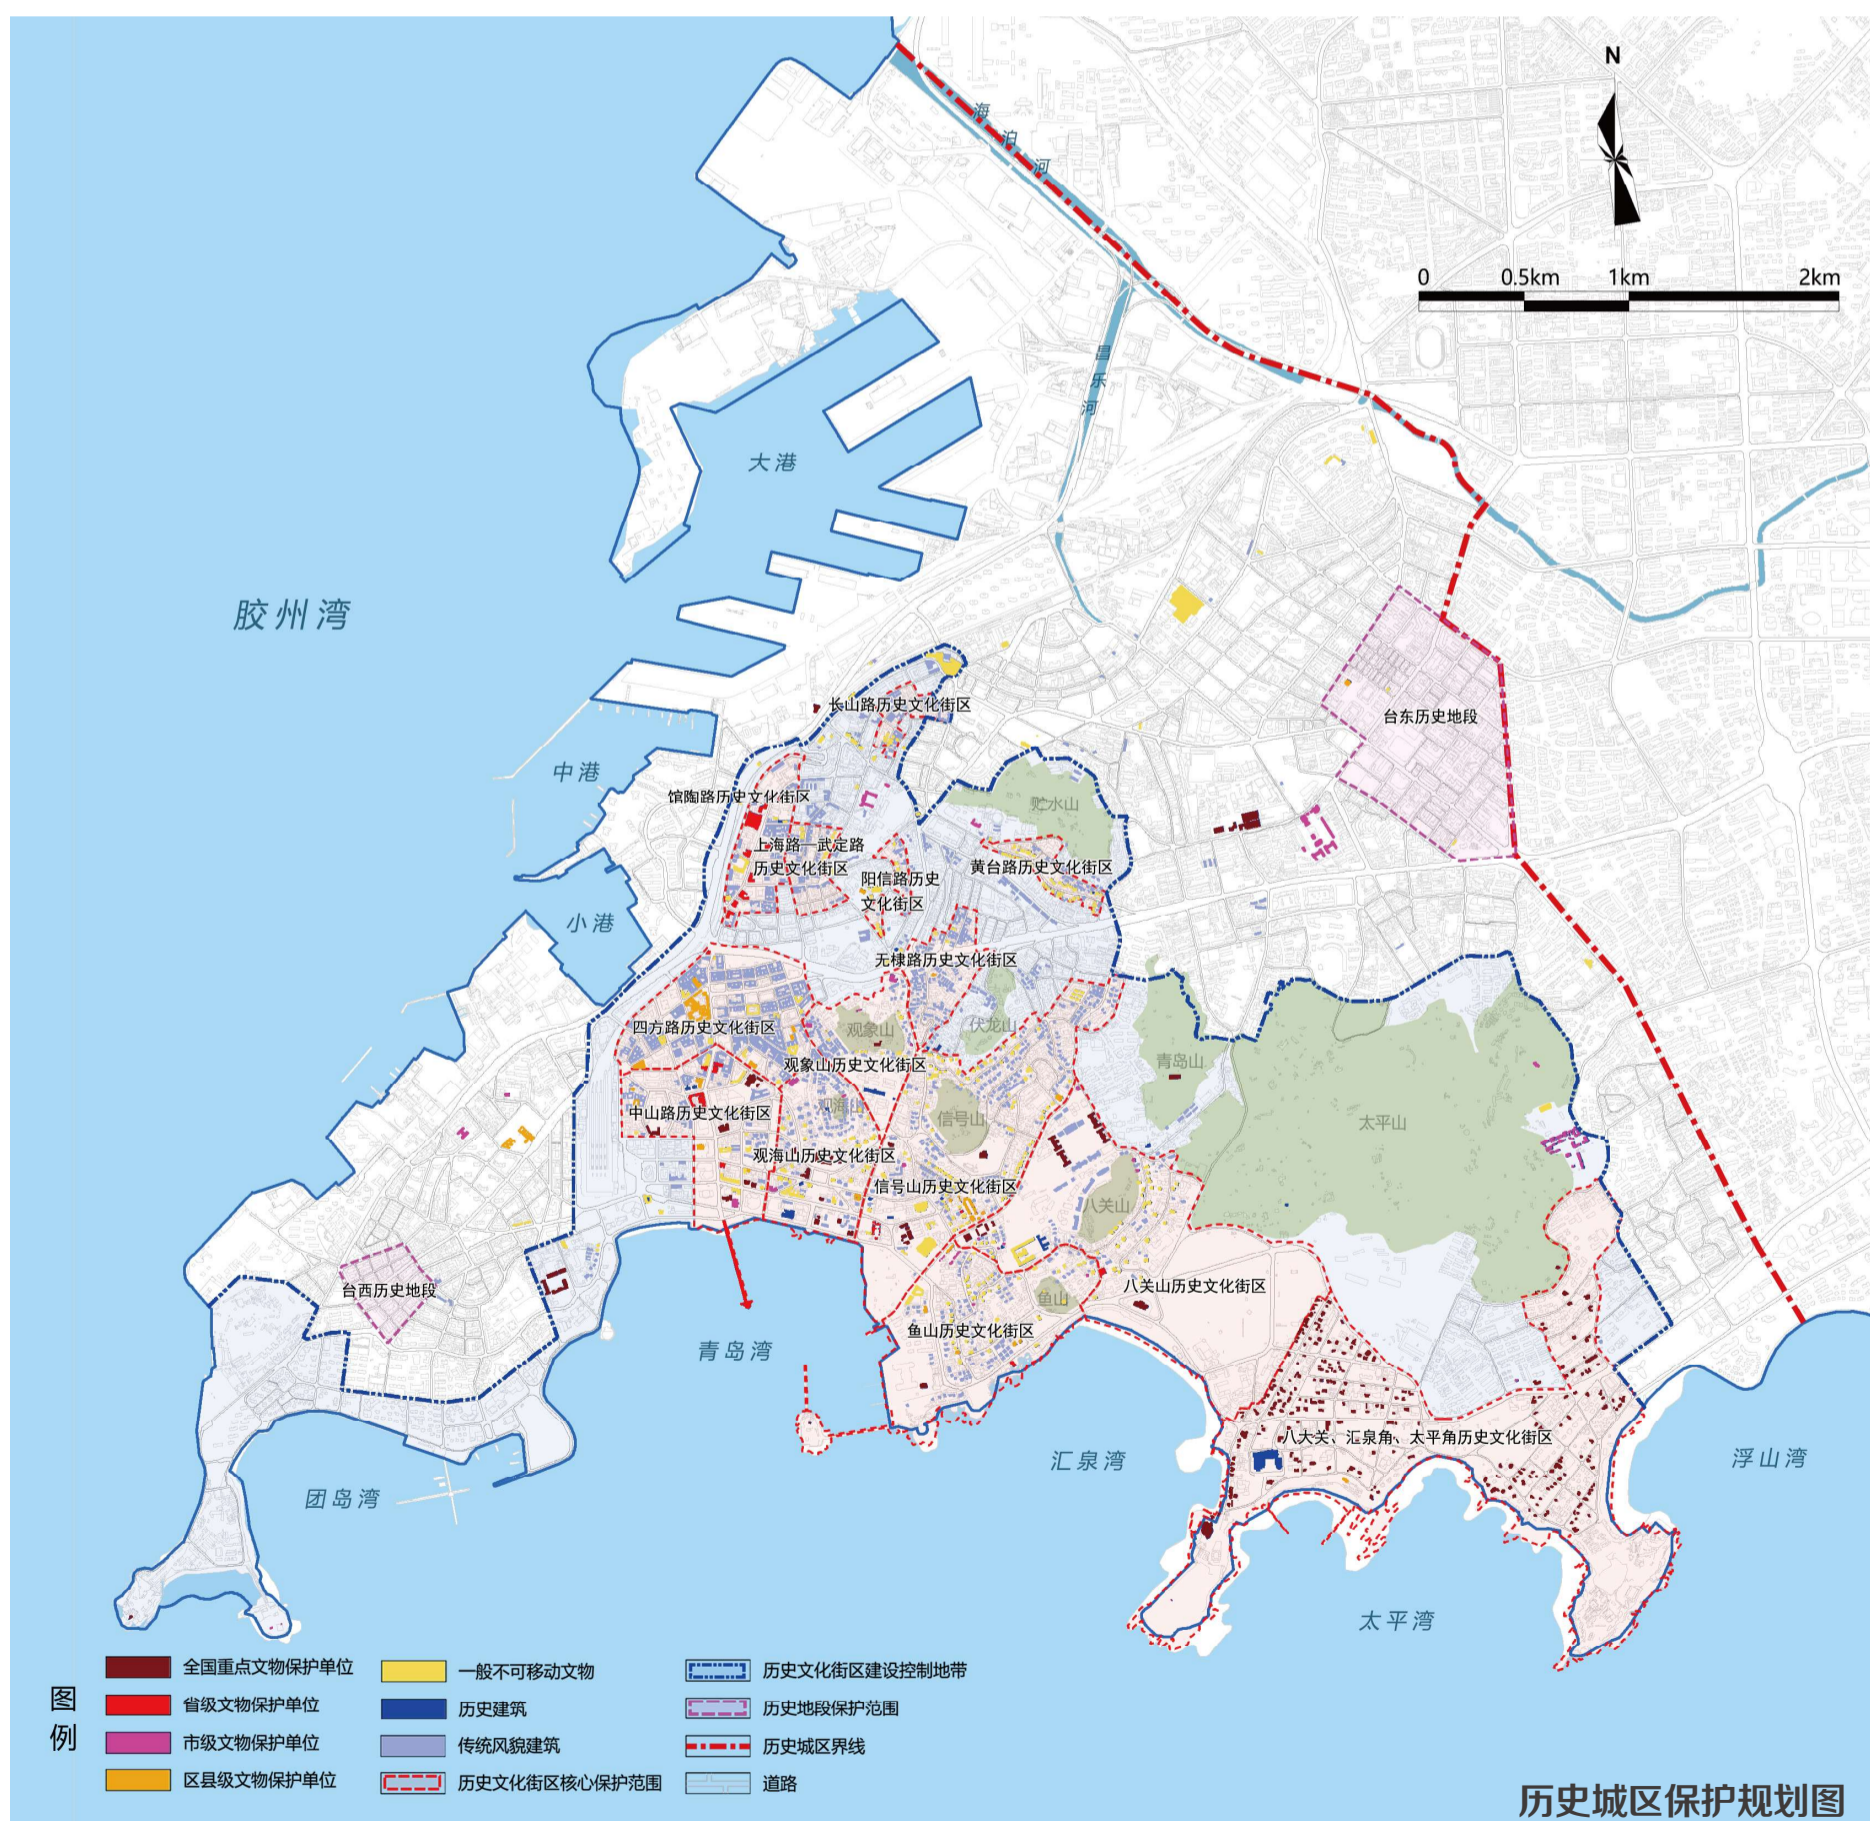 N
0 0.5km 1km 2km
海泊河
昌乐河
大港
胶州湾
长山路历史文化街区
台东历史地段
中港
馆陶路历史文化街区
贮水山
上海路—武定路
历史文化街区
阳信路历史
文化街区
黄台路历史文化街区
小港
无棣路历史文化街区
四方路历史文化街区
观象山
伏龙山
观象山历史文化街区
青岛山
中山路历史文化街区
观海山
信号山
太平山
观海山历史文化街区
信号山历史文化街区
八关山
台西历史地段
鱼山
八关山历史文化街区
鱼山历史文化街区
青岛湾
八大关、汇泉角、太平角历史文化街区
汇泉湾
浮山湾
团岛湾
太平湾
图例
全国重点文物保护单位
省级文物保护单位
市级文物保护单位
区县级文物保护单位
一般不可移动文物
历史建筑
传统风貌建筑
历史文化街区核心保护范围
历史文化街区建设控制地带
历史地段保护范围
历史城区界线
道路
历史城区保护规划图